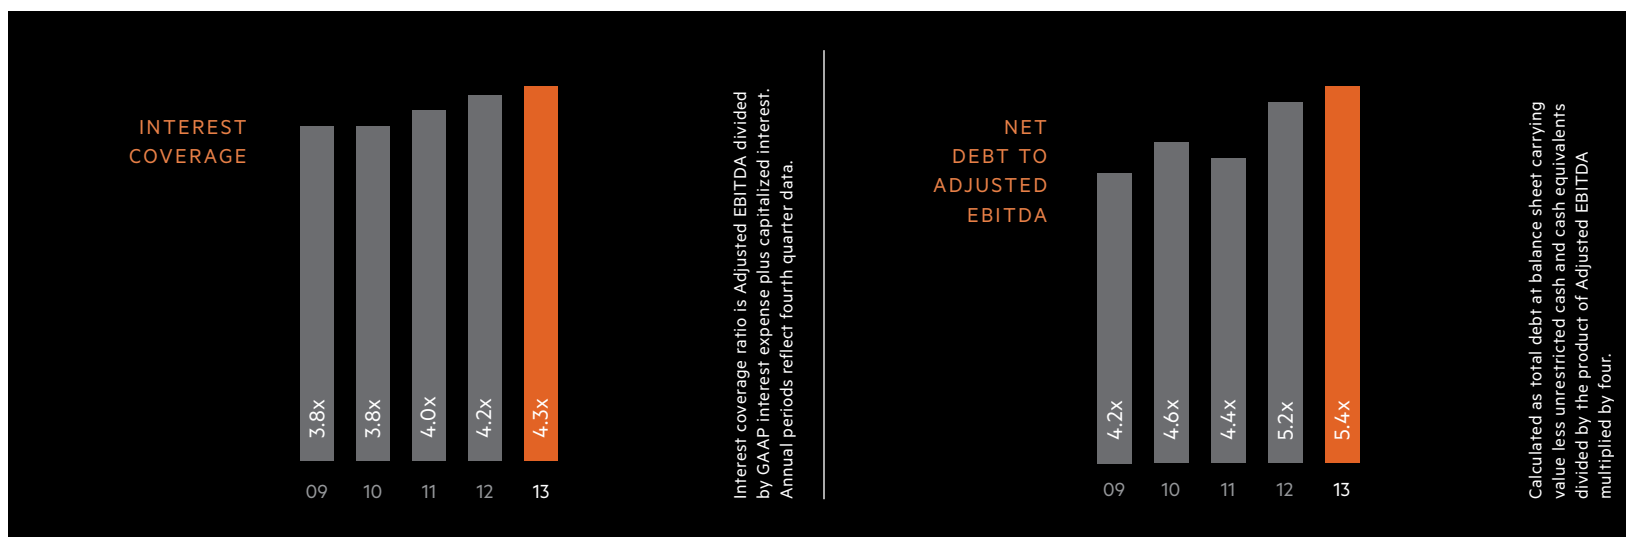 INTEREST
COVERAGE
3.8x
3.8x
4.0x
4.2x
4.3x
09
10
11
12
13
Interest coverage ratio is Adjusted EBITDA divided
by GAAP interest expense plus capitalized interest.
Annual periods reflect fourth quarter data.
NET
DEBT TO
ADJUSTED
EBITDA
4.2x
4.6x
4.4x
5.2x
5.4x
09
10
11
12
13
Calculated as total debt at balance sheet carrying
value less unrestricted cash and cash equivalents
divided by the product of Adjusted EBITDA
multiplied by four.